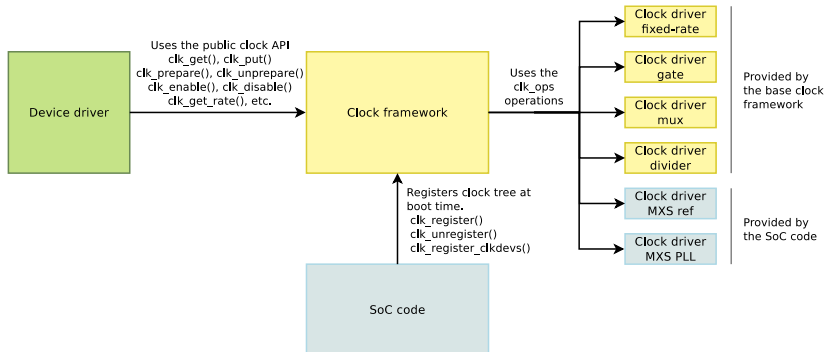 Device driver
Uses the public clock API
clk_get(), clk_put()
clk_prepare(), clk_unprepare()
clk_enable(), clk_disable()
clk_get_rate(), etc.
Clock framework
Uses the
clk_ops
operations
Clock driver
fixed-rate
Clock driver
gate
Clock driver
mux
Clock driver
divider
Clock driver
MXS ref
Clock driver
MXS PLL
Provided by
the base clock
framework
Provided by
the SoC code
Registers clock tree at
boot time.
clk_register()
clk_unregister()
clk_register_clkdevs()
SoC code